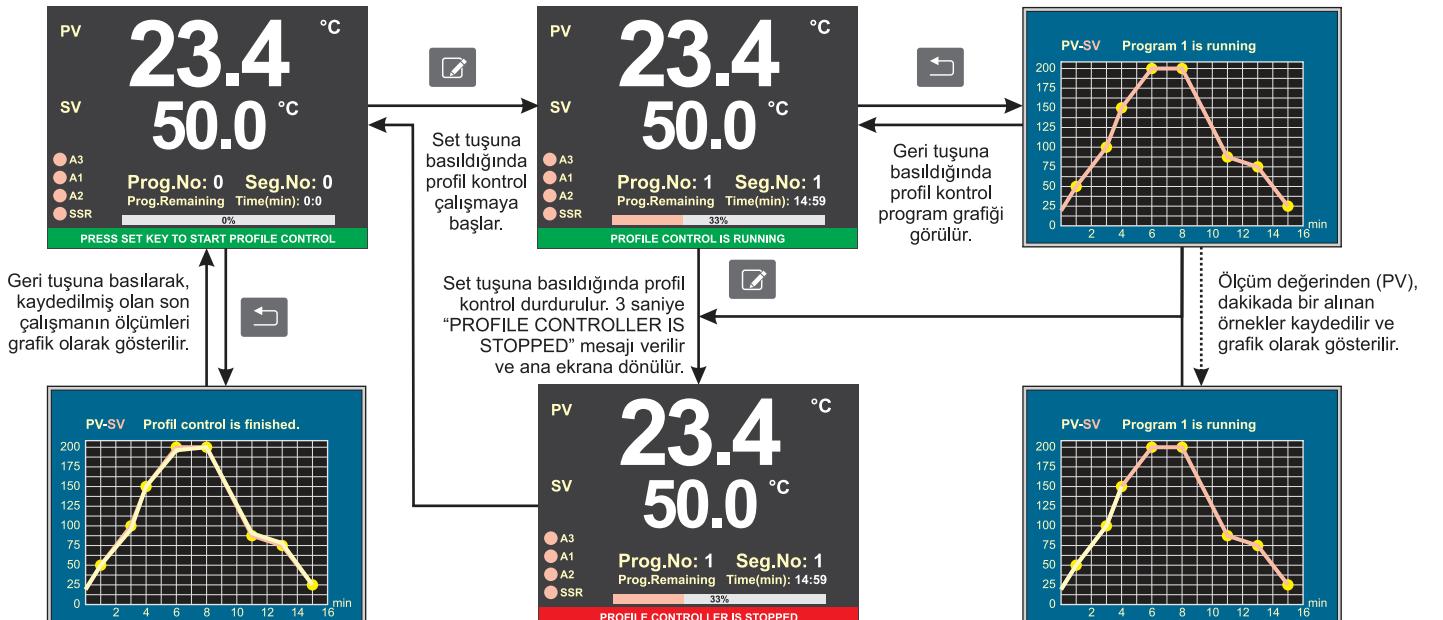 PV
°C
23.4
SV
50.0 °C
A3
A1
A2
SSR
Prog.No: 0 Seg.No: 0
Prog.Remaining Time(min): 0:0
0%
PRESS SET KEY TO START PROFILE CONTROL
Set tuşuna
basıldığında
profil kontrol
çalışmaya
başlar.
PV
°C
23.4
SV
50.0 °C
A3
A1
A2
SSR
Prog.No: 1 Seg.No: 1
Prog.Remaining Time(min): 14:59
33%
PROFILE CONTROL IS RUNNING
Geri tuşuna
basıldığında
profil kontrol
program grafiği
görülür.
PV-SV Program 1 is running
200
175
150
125
100
75
50
25
0
2 4 6 8 10 12 14 16
min
Geri tuşuna basılarak,
kaydedilmiş olan son
çalışmanın ölçümleri
grafik olarak gösterilir.
Set tuşuna basıldığında profil
kontrol durdurulur. 3 saniye
“PROFILE CONTROLLER IS
STOPPED” mesajı verilir
ve ana ekrana dönülür.
Ölçüm değerinden (PV),
dakikada bir alınan
örnekler kaydedilir ve
grafik olarak gösterilir.
PV-SV Profil control is finished.
200
175
150
125
100
75
50
25
0
2 4 6 8 10 12 14 16
min
PV
°C
23.4
SV
50.0 °C
A3
A1
A2
SSR
Prog.No: 1 Seg.No: 1
Prog.Remaining Time(min): 14:59
33%
PROFILE CONTROLLER IS STOPPED
PV-SV Program 1 is running
200
175
150
125
100
75
50
25
0
2 4 6 8 10 12 14 16
min